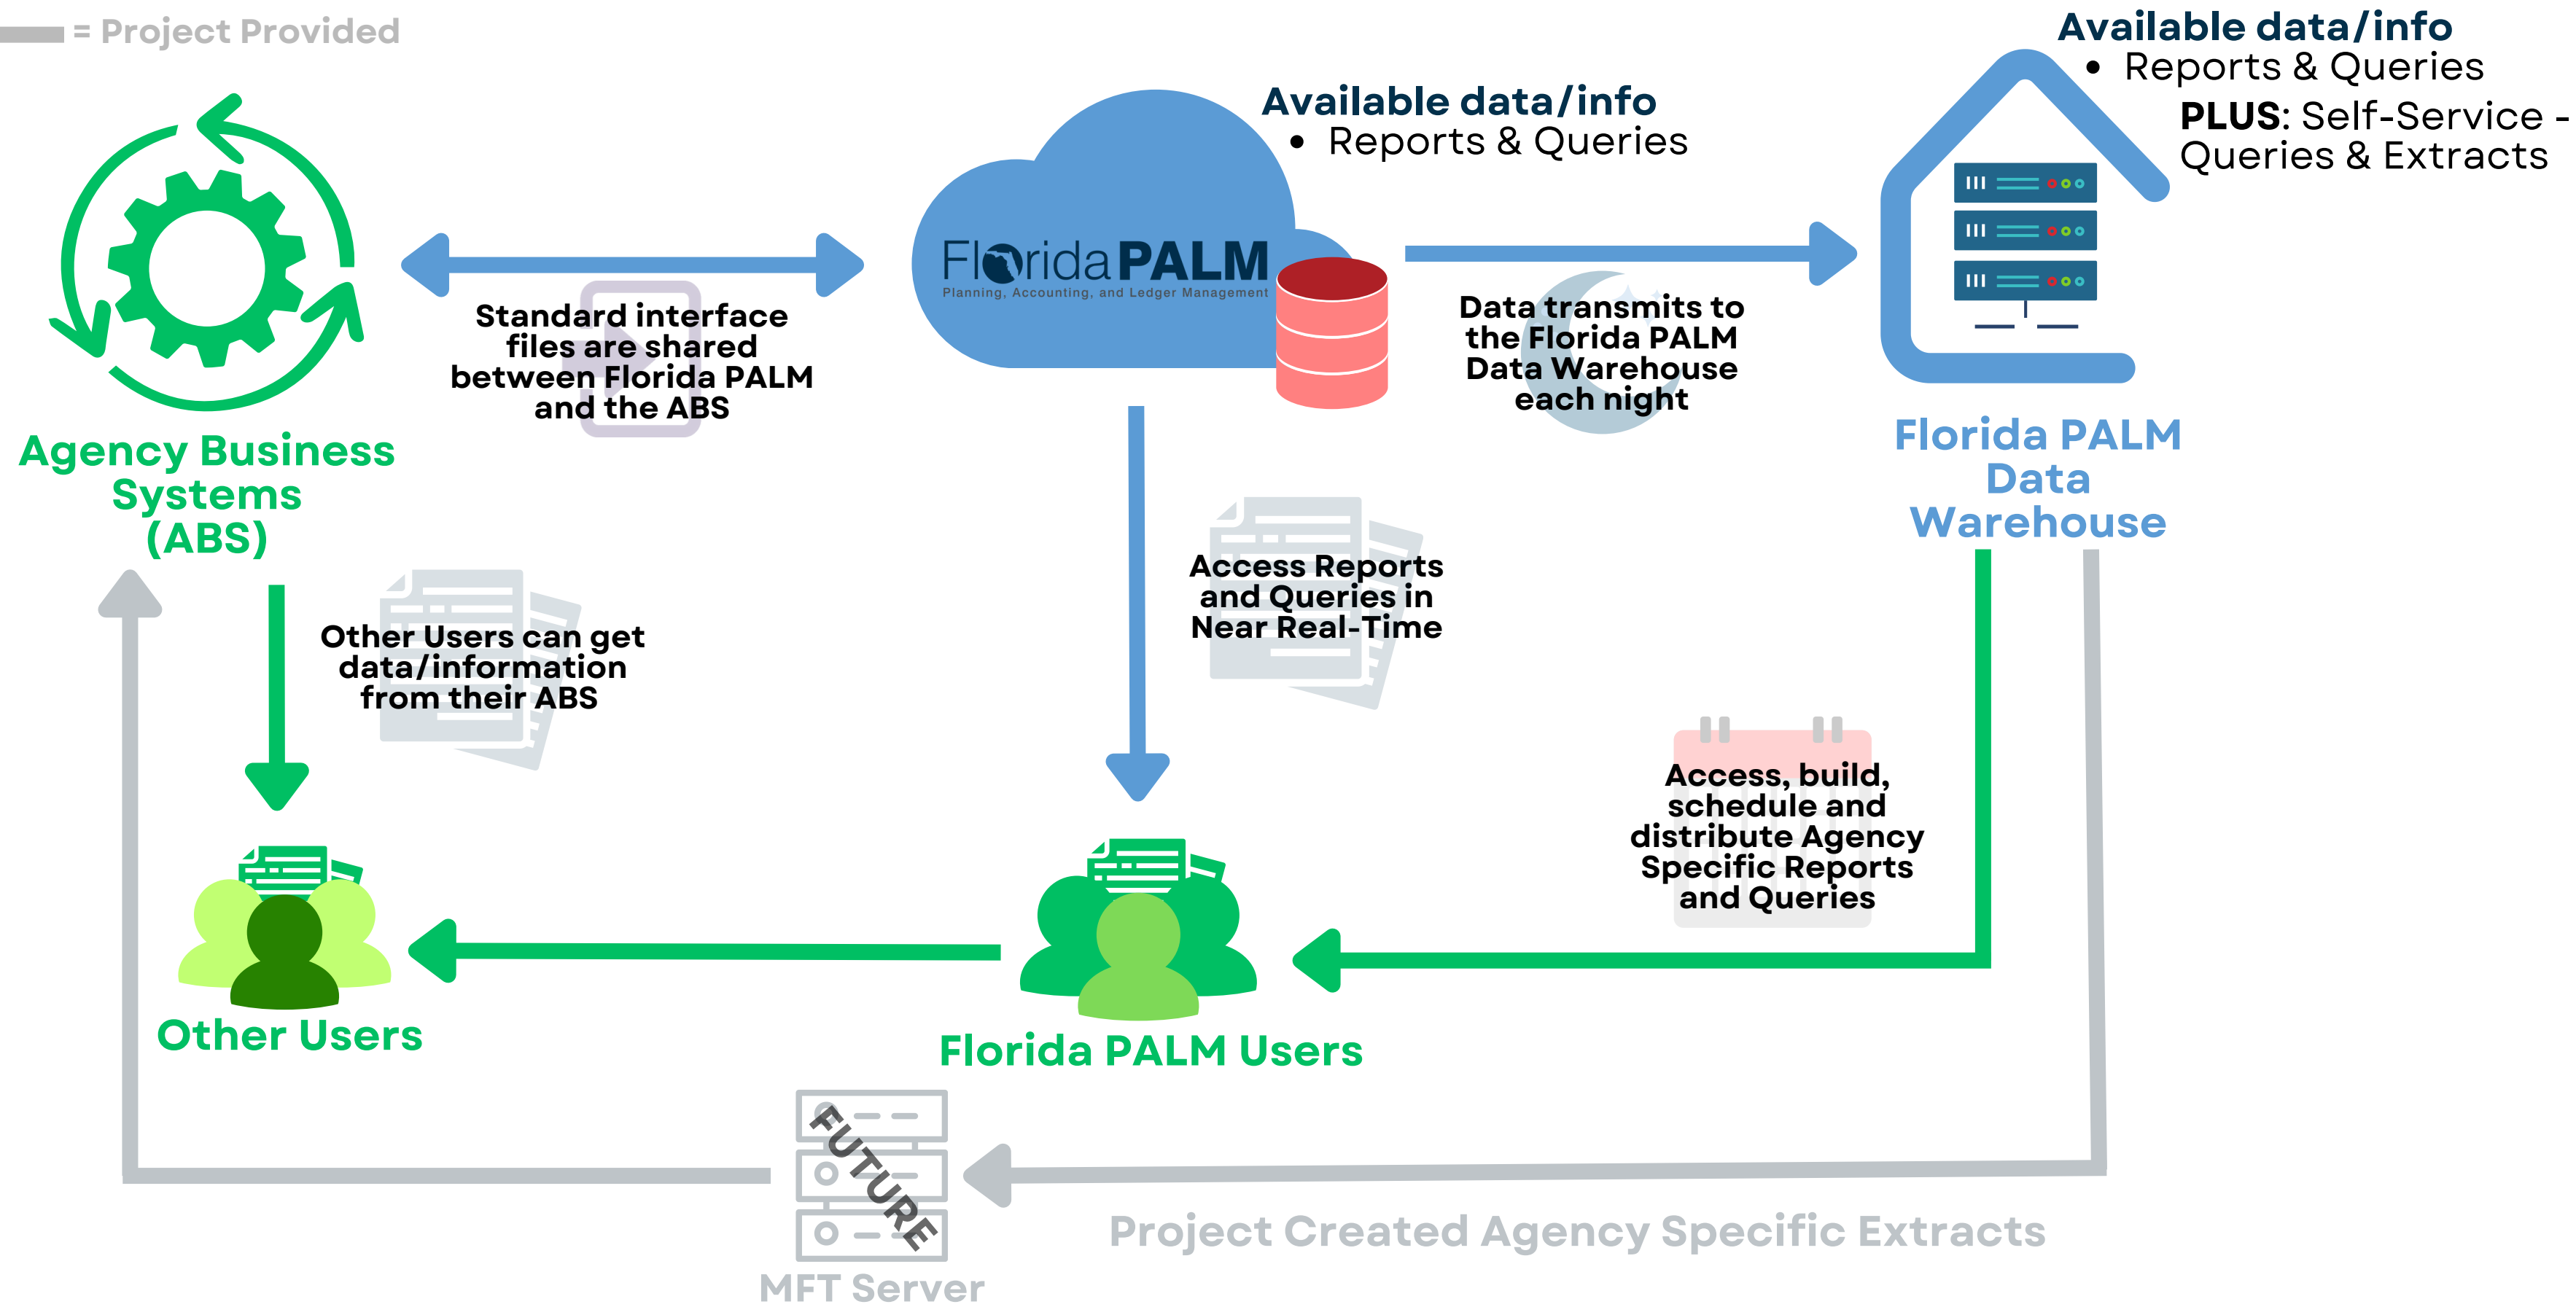 = Project Provided
Available data/info
• Reports & Queries
PLUS: Self-Service -
Queries & Extracts
Available data/info
• Reports & Queries
Florida PALM
Planning, Accounting, and Ledger Management
Standard interface
files are shared
between Florida PALM
and the ABS
Data transmits to
the Florida PALM
Data Warehouse
each night
Agency Business
Systems
(ABS)
Florida PALM
Data
Warehouse
Access Reports
and Queries in
Near Real-Time
Other Users can get
data/information
from their ABS
Access, build,
schedule and
distribute Agency
Specific Reports
and Queries
Other Users
Florida PALM Users
FUTURE
MFT Server
Project Created Agency Specific Extracts